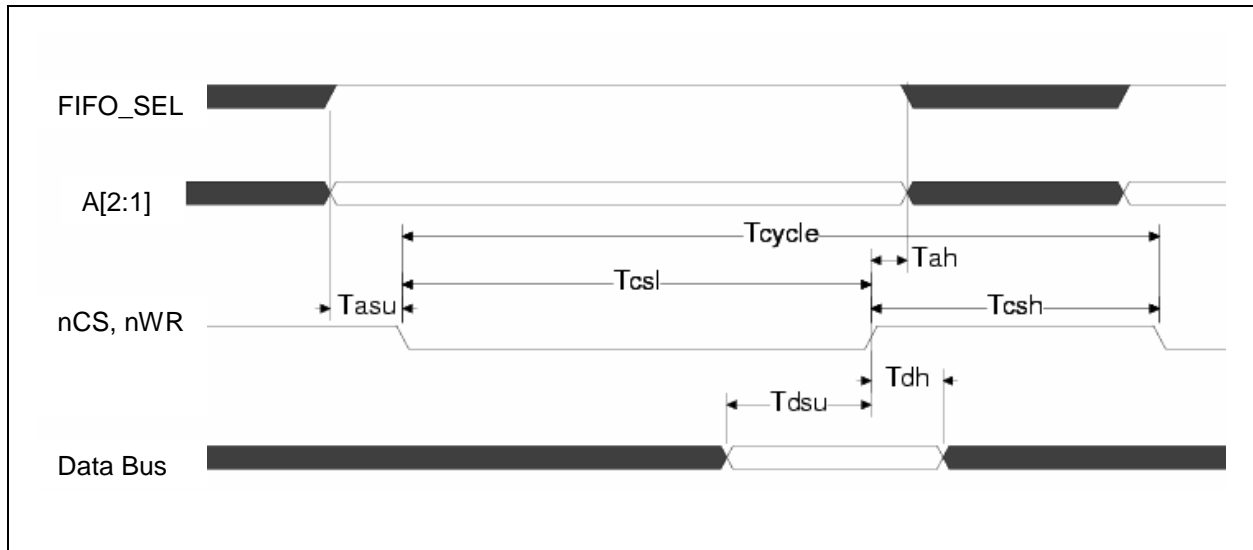 FIFO_SEL
A[2:1]
Tcycle
Tah
Tcsl
Tasu
Tcsh
nCS, nWR
Tdh
Tdsu
Data Bus